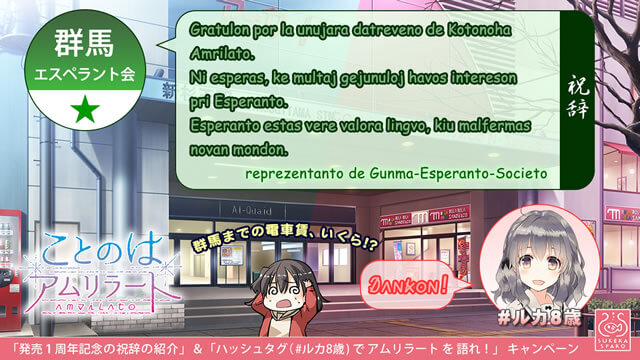 群馬
エスペラント会
Gratulon por la unujara datreveno de Kotonoha
Amrilato.
Ni esperas, ke multaj gejunuloj havos intereson
pri Esperanto.
Esperanto estas vere valora lingvo, kiu malfermas
novan mondon.
reprezentanto de Gunma-Esperanto-Societo
祝辞
新
Al-Quaid
群馬までの電車賃、いくら!?
ことのは
アムリラート
Dankon!
#ルカ8歳
SUKERA
SPARO
「発売1周年記念の祝辞の紹介」&「ハッシュタグ(#ルカ8歳)で アムリラート を 語れ!」 キャンペーン